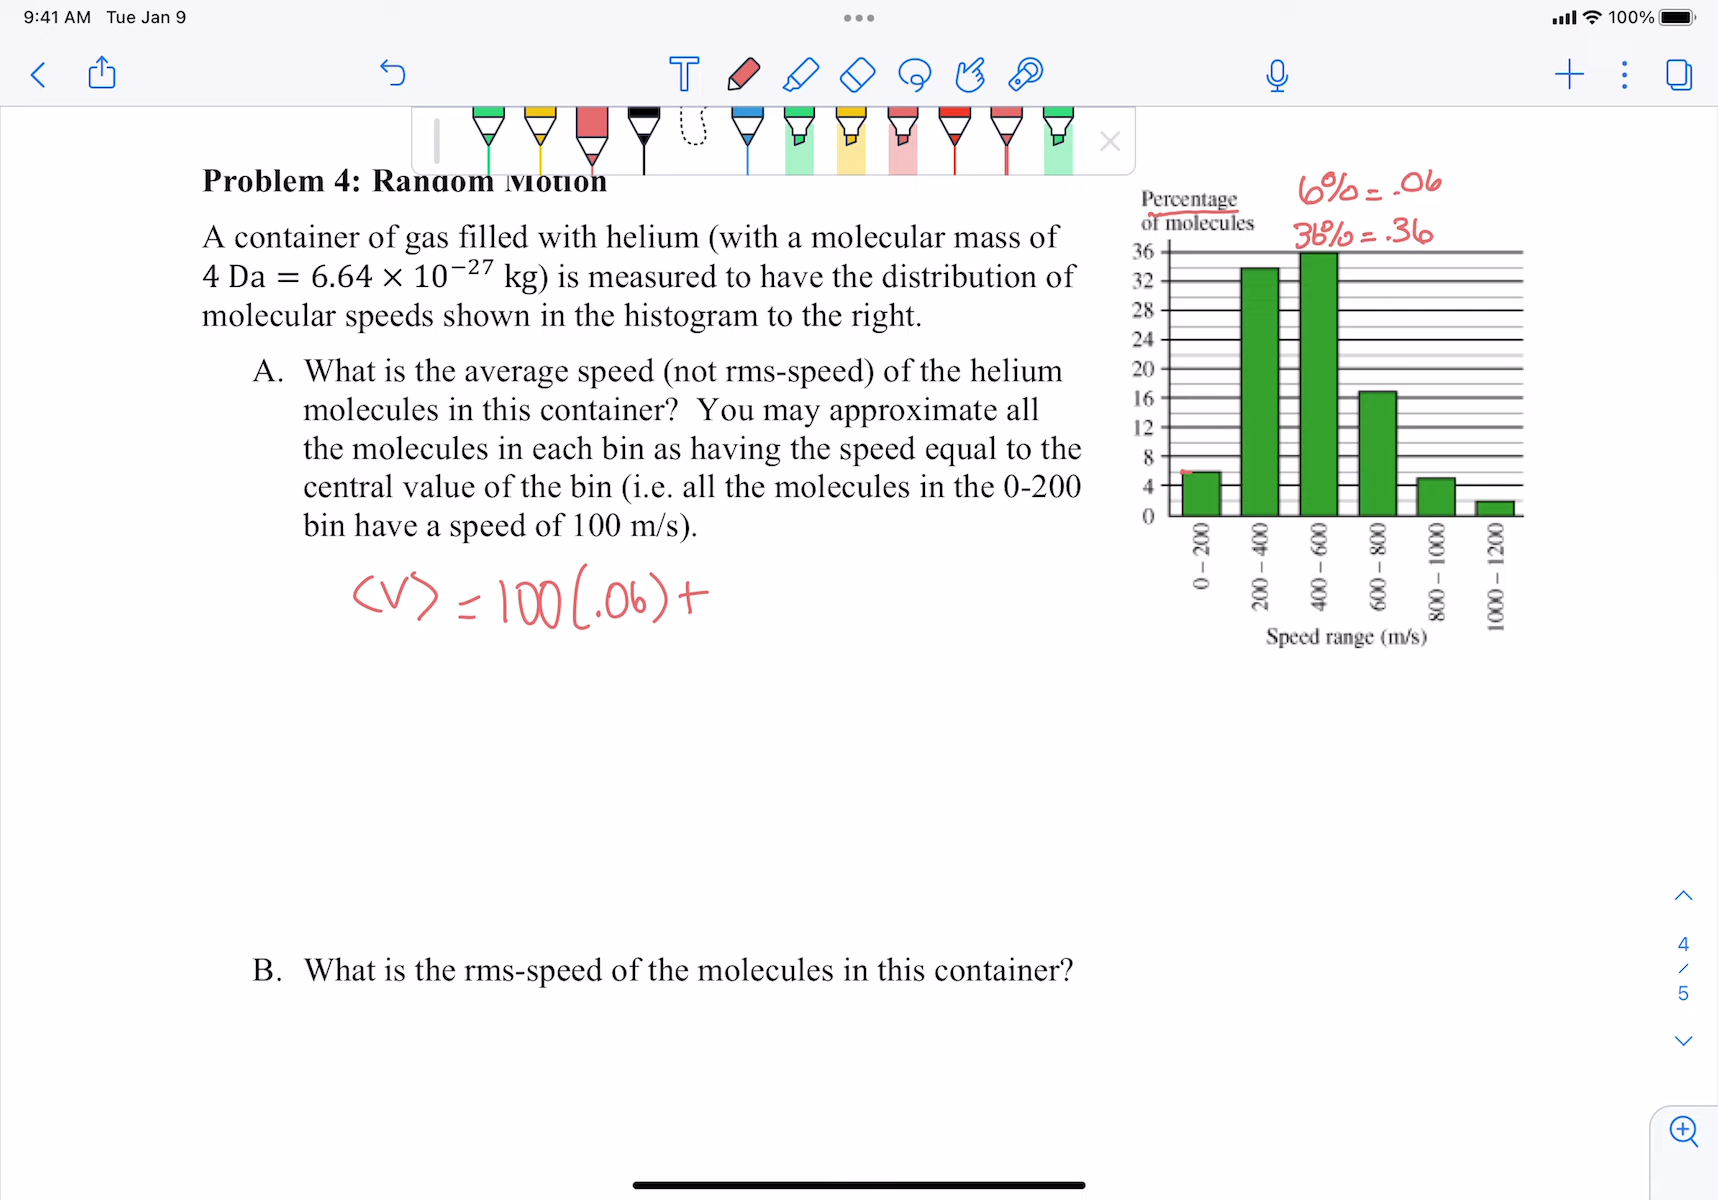 9:41 AM Tue Jan 9
100%
Problem 4: Random Motion
A container of gas filled with helium (with a molecular mass of
4 Da = 6.64 × 10⁻²⁷ kg) is measured to have the distribution of
molecular speeds shown in the histogram to the right.
A. What is the average speed (not rms-speed) of the helium
molecules in this container? You may approximate all
the molecules in each bin as having the speed equal to the
central value of the bin (i.e. all the molecules in the 0-200
bin have a speed of 100 m/s).
<v> = 100(.06) +
Percentage
of molecules
6% = .06
36% = .36
36
32
28
24
20
16
12
8
4
0
0 – 200
200 – 400
400 – 600
600 – 800
800 – 1000
1000 – 1200
Speed range (m/s)
B. What is the rms-speed of the molecules in this container?
4
/
5